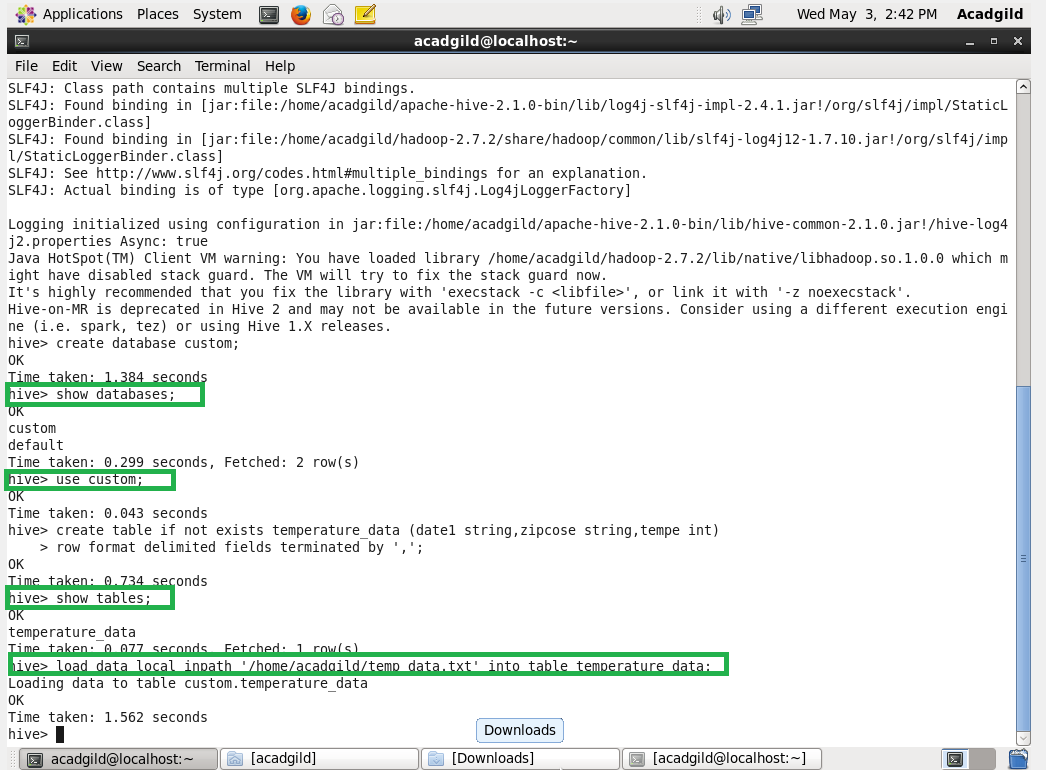 Applications Places System Wed May 3, 2:42 PM Acadgild
acadgild@localhost:~
File Edit View Search Terminal Help
SLF4J: Class path contains multiple SLF4J bindings.
SLF4J: Found binding in [jar:file:/home/acadgild/apache-hive-2.1.0-bin/lib/log4j-slf4j-impl-2.4.1.jar!/org/slf4j/impl/StaticL
oggerBinder.class]
SLF4J: Found binding in [jar:file:/home/acadgild/hadoop-2.7.2/share/hadoop/common/lib/slf4j-log4j12-1.7.10.jar!/org/slf4j/imp
l/StaticLoggerBinder.class]
SLF4J: See http://www.slf4j.org/codes.html#multiple_bindings for an explanation.
SLF4J: Actual binding is of type [org.apache.logging.slf4j.Log4jLoggerFactory]
Logging initialized using configuration in jar:file:/home/acadgild/apache-hive-2.1.0-bin/lib/hive-common-2.1.0.jar!/hive-log4
j2.properties Async: true
Java HotSpot(TM) Client VM warning: You have loaded library /home/acadgild/hadoop-2.7.2/lib/native/libhadoop.so.1.0.0 which m
ight have disabled stack guard. The VM will try to fix the stack guard now.
It's highly recommended that you fix the library with 'execstack -c <libfile>', or link it with '-z noexecstack'.
Hive-on-MR is deprecated in Hive 2 and may not be available in the future versions. Consider using a different execution engi
ne (i.e. spark, tez) or using Hive 1.X releases.
hive> create database custom;
OK
Time taken: 1.384 seconds
hive> show databases;
OK
custom
default
Time taken: 0.299 seconds, Fetched: 2 row(s)
hive> use custom;
OK
Time taken: 0.043 seconds
hive> create table if not exists temperature_data (date1 string,zipcose string,tempe int)
    > row format delimited fields terminated by ',';
OK
Time taken: 0.734 seconds
hive> show tables;
OK
temperature_data
Time taken: 0.077 seconds, Fetched: 1 row(s)
hive> load data local inpath '/home/acadgild/temp_data.txt' into table temperature_data;
Loading data to table custom.temperature_data
OK
Time taken: 1.562 seconds
hive>
Downloads
acadgild@localhost:~ [acadgild] [Downloads] [acadgild@localhost:~]